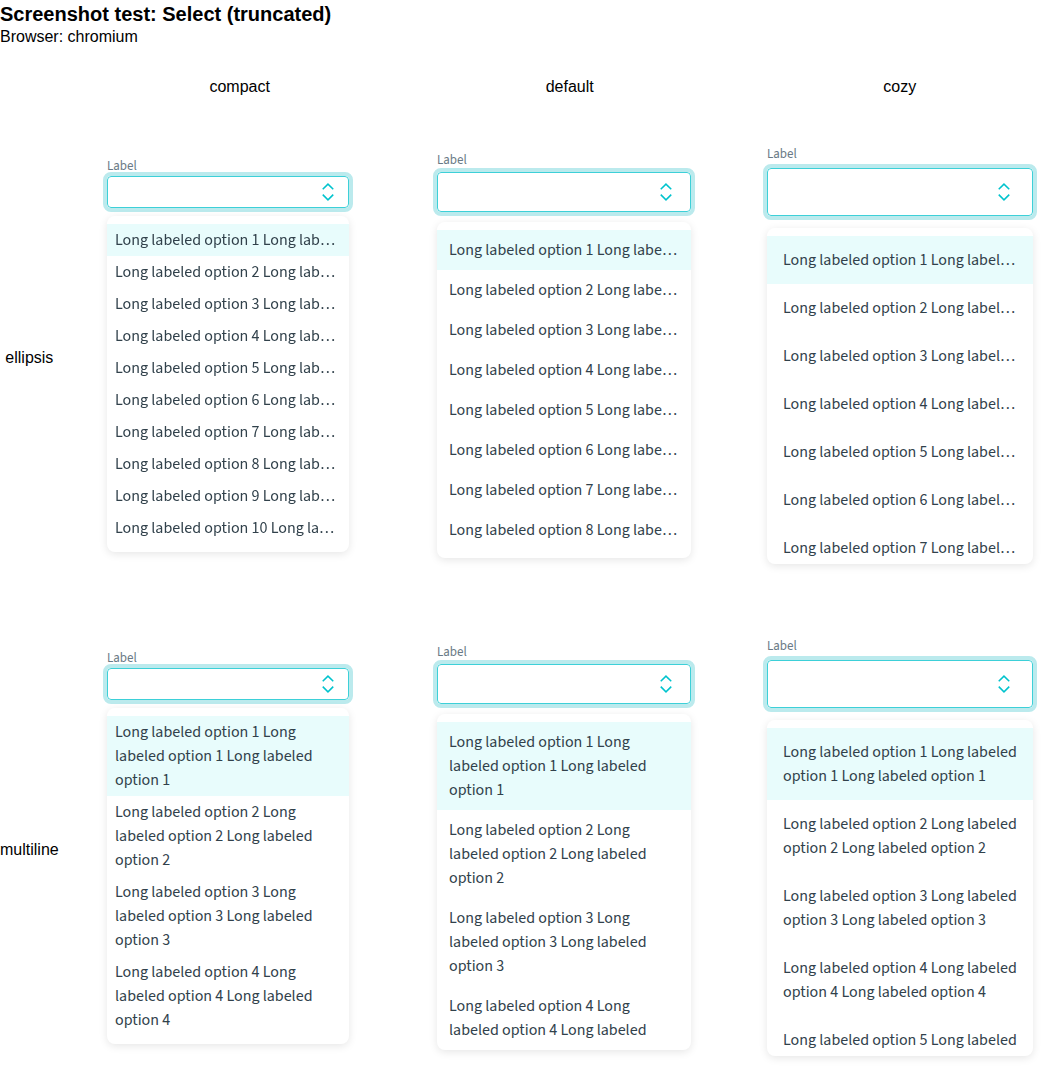 Screenshot test: Select (truncated)
Browser: chromium
compact
default
cozy
ellipsis
Label
Long labeled option 1 Long lab…
Long labeled option 2 Long lab…
Long labeled option 3 Long lab…
Long labeled option 4 Long lab…
Long labeled option 5 Long lab…
Long labeled option 6 Long lab…
Long labeled option 7 Long lab…
Long labeled option 8 Long lab…
Long labeled option 9 Long lab…
Long labeled option 10 Long la…
Label
Long labeled option 1 Long labe…
Long labeled option 2 Long labe…
Long labeled option 3 Long labe…
Long labeled option 4 Long labe…
Long labeled option 5 Long labe…
Long labeled option 6 Long labe…
Long labeled option 7 Long labe…
Long labeled option 8 Long labe…
Label
Long labeled option 1 Long label…
Long labeled option 2 Long label…
Long labeled option 3 Long label…
Long labeled option 4 Long label…
Long labeled option 5 Long label…
Long labeled option 6 Long label…
Long labeled option 7 Long label…
multiline
Label
Long labeled option 1 Long
labeled option 1 Long labeled
option 1
Long labeled option 2 Long
labeled option 2 Long labeled
option 2
Long labeled option 3 Long
labeled option 3 Long labeled
option 3
Long labeled option 4 Long
labeled option 4 Long labeled
option 4
Label
Long labeled option 1 Long
labeled option 1 Long labeled
option 1
Long labeled option 2 Long
labeled option 2 Long labeled
option 2
Long labeled option 3 Long
labeled option 3 Long labeled
option 3
Long labeled option 4 Long
labeled option 4 Long labeled
Label
Long labeled option 1 Long labeled
option 1 Long labeled option 1
Long labeled option 2 Long labeled
option 2 Long labeled option 2
Long labeled option 3 Long labeled
option 3 Long labeled option 3
Long labeled option 4 Long labeled
option 4 Long labeled option 4
Long labeled option 5 Long labeled